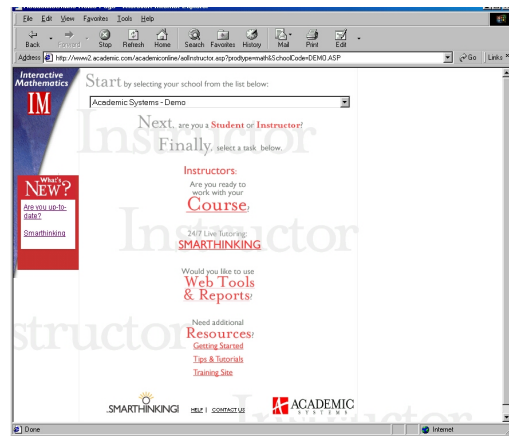 File Edit View Favorites Tools Help
Back Forward Stop Refresh Home Search Favorites History Mail Print Edit
Address http://www2.academic.com/academiconline/aolInstructor.asp?prodtype=math&SchoolCode=DEMO.ASP Go Links
Interactive
Mathematics
IM
Start by selecting your school from the list below:
Academic Systems - Demo
Next, are you a Student or Instructor?
Finally, select a task below.
What's
NEW?
Are you up-to-
date?
Smarthinking
Instructors:
Are you ready to
work with your
Course?
24/7 Live Tutoring:
SMARTHINKING
Would you like to use
Web Tools
& Reports?
Need additional
Resources?
Getting Started
Tips & Tutorials
Training Site
Instructor
Instructor
structor
Instructor
SMARTHINKING! HELP | CONTACT US ACADEMIC
SYSTEMS
Done Internet